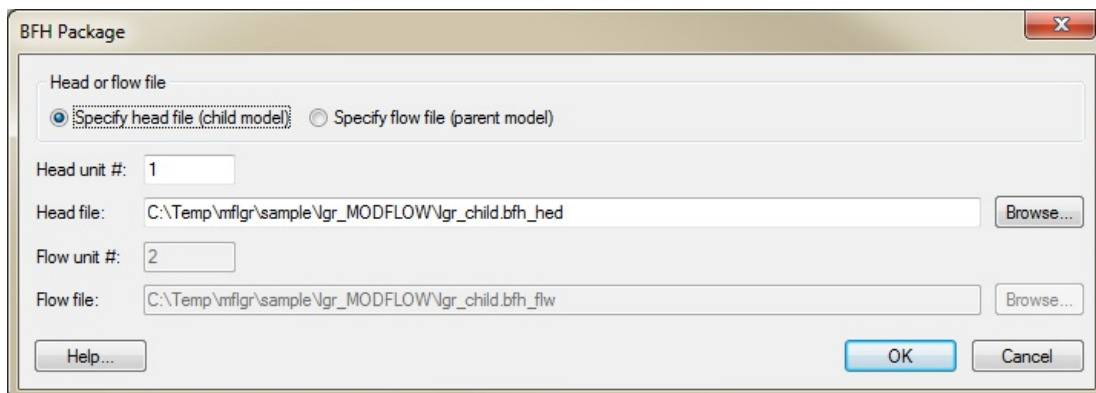 BFH Package
Head or flow file
Specify head file (child model) Specify flow file (parent model)
Head unit #: 1
Head file: C:\Temp\mflgr\sample\lgr_MODFLOW\lgr_child.bfh_hed Browse...
Flow unit #: 2
Flow file: C:\Temp\mflgr\sample\lgr_MODFLOW\lgr_child.bfh_flw Browse...
Help... OK Cancel